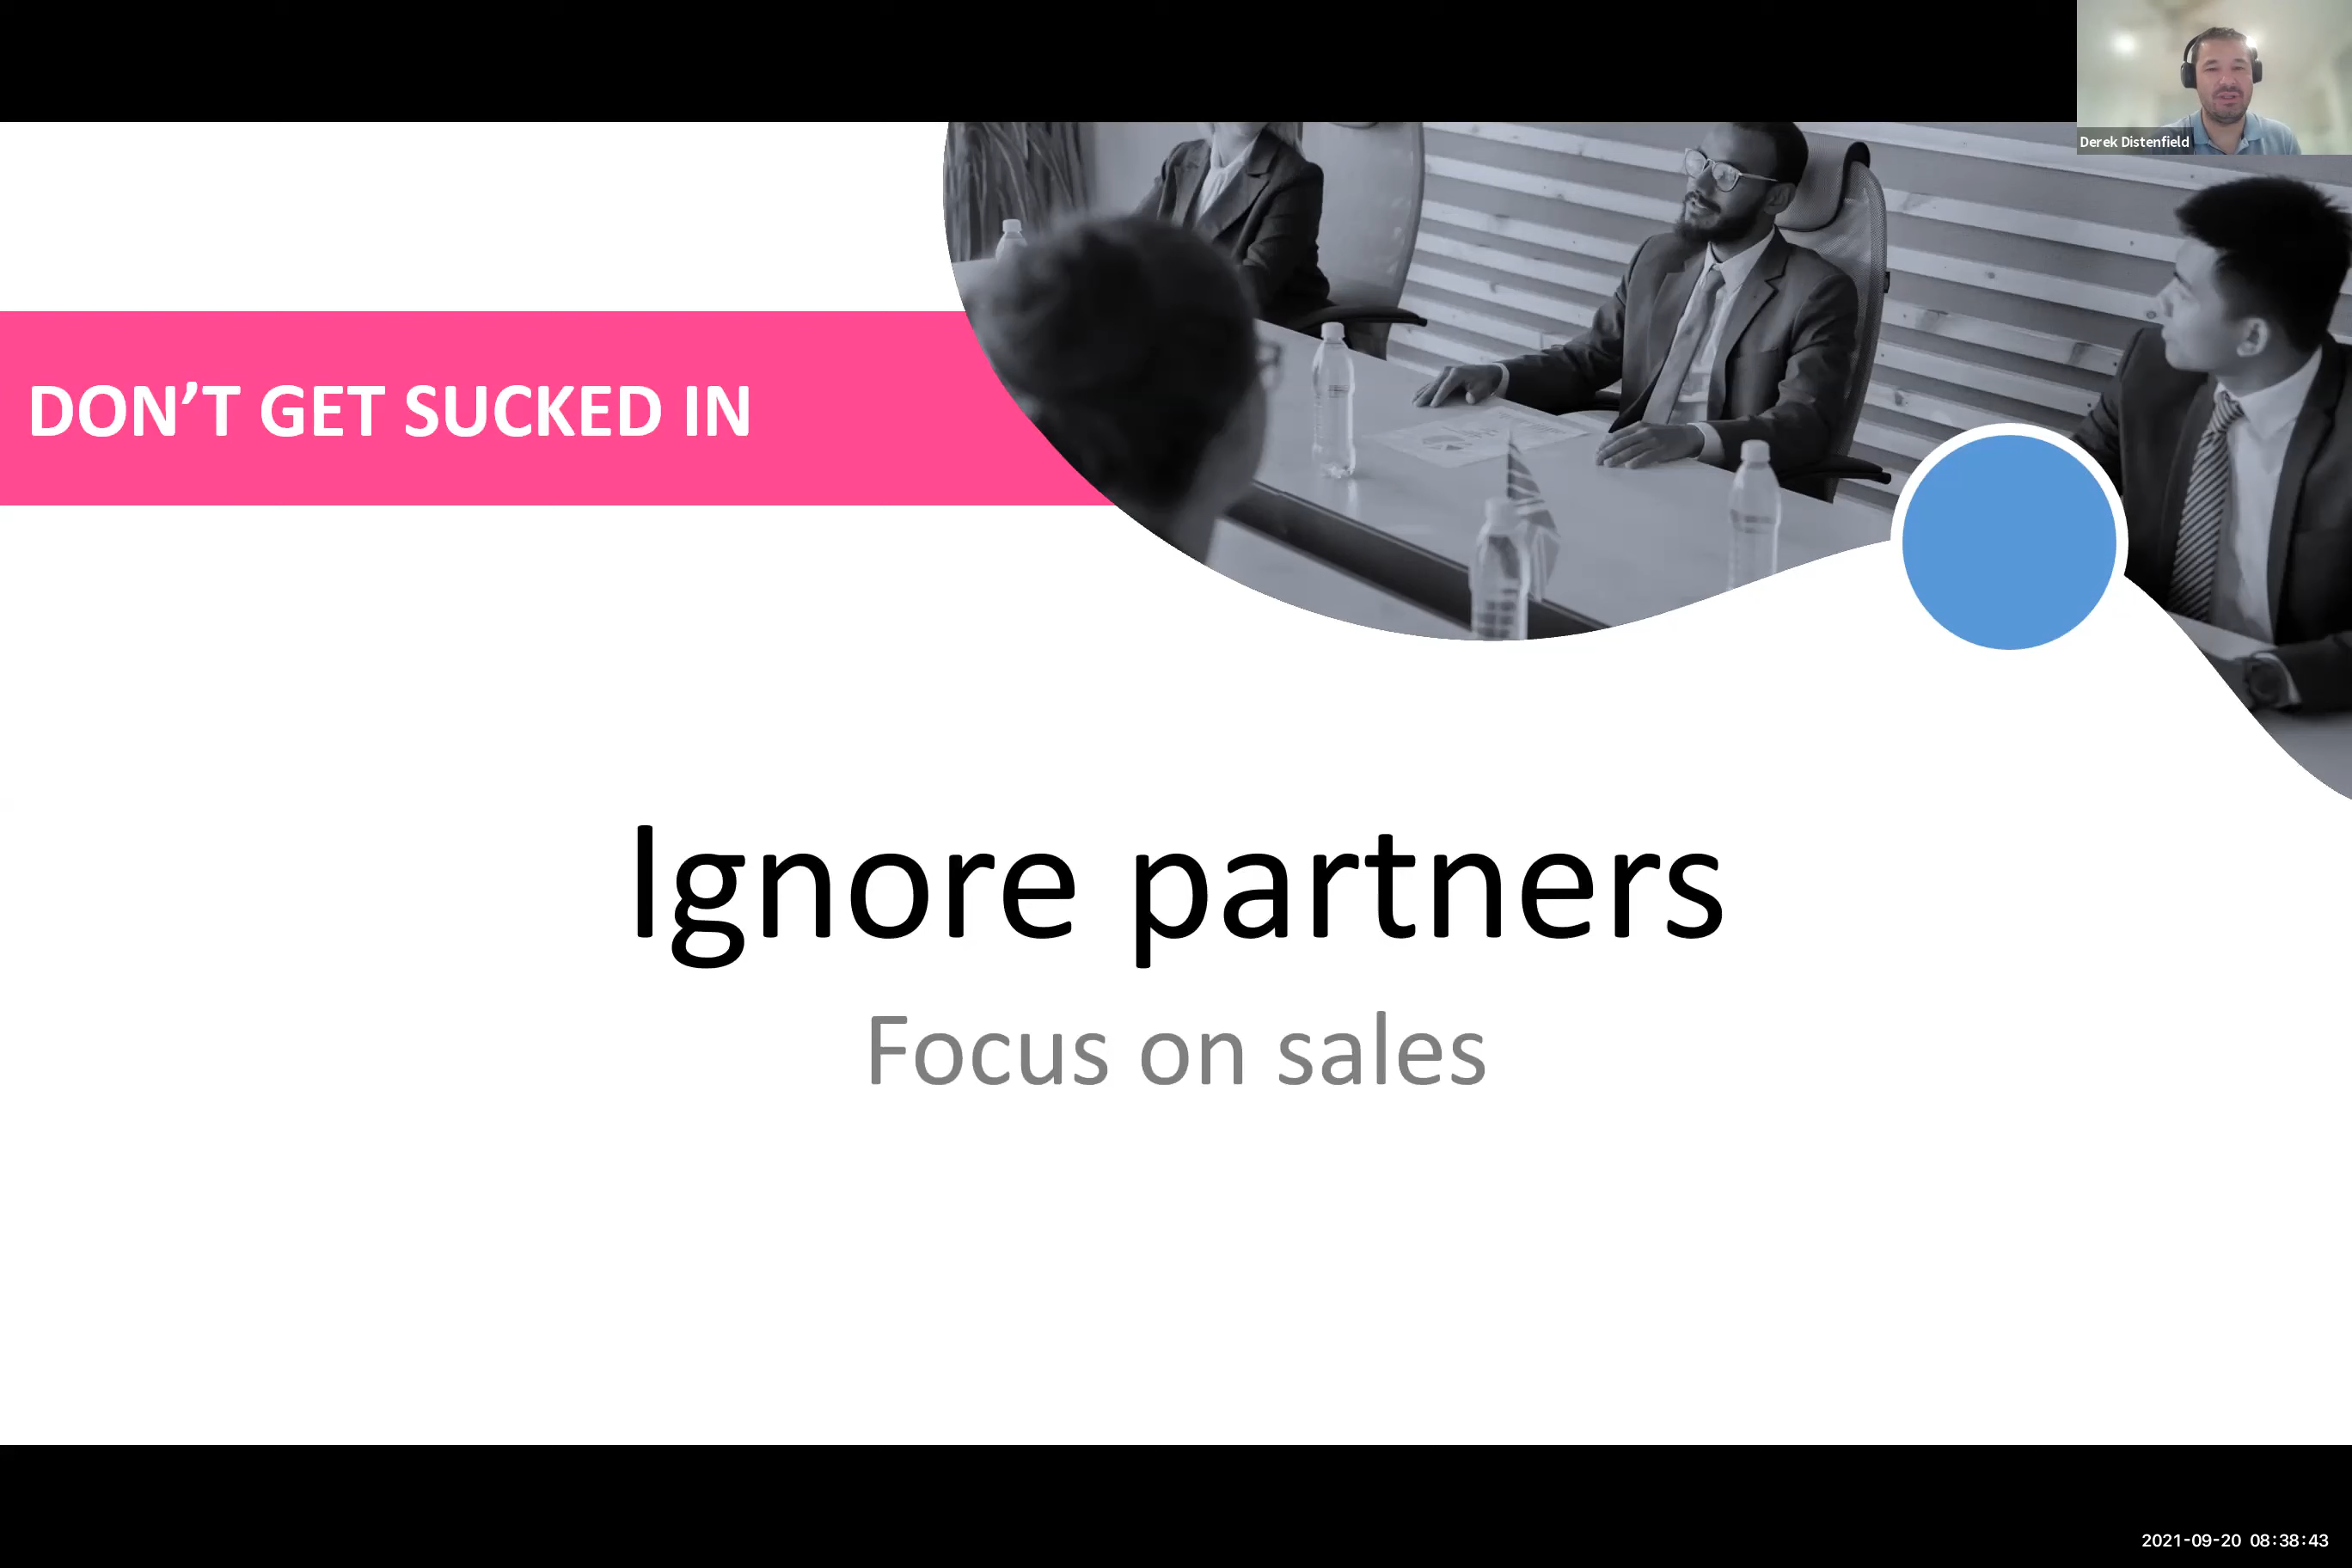 Derek Distenfield
DON’T GET SUCKED IN
Ignore partners
Focus on sales
2021-09-20 08:38:43